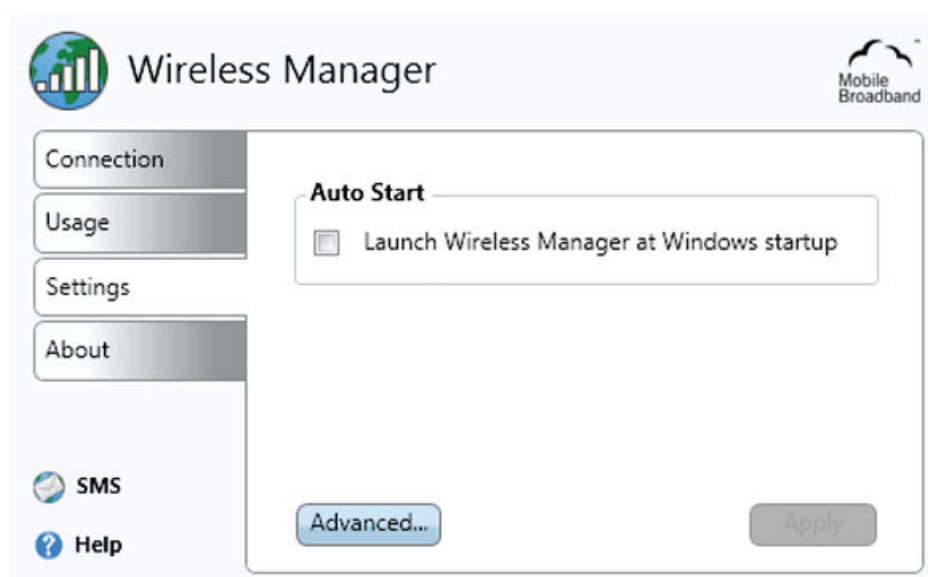 Wireless Manager
Mobile
Broadband
Connection
Usage
Settings
About
Auto Start
Launch Wireless Manager at Windows startup
SMS
Help
Advanced...
Apply